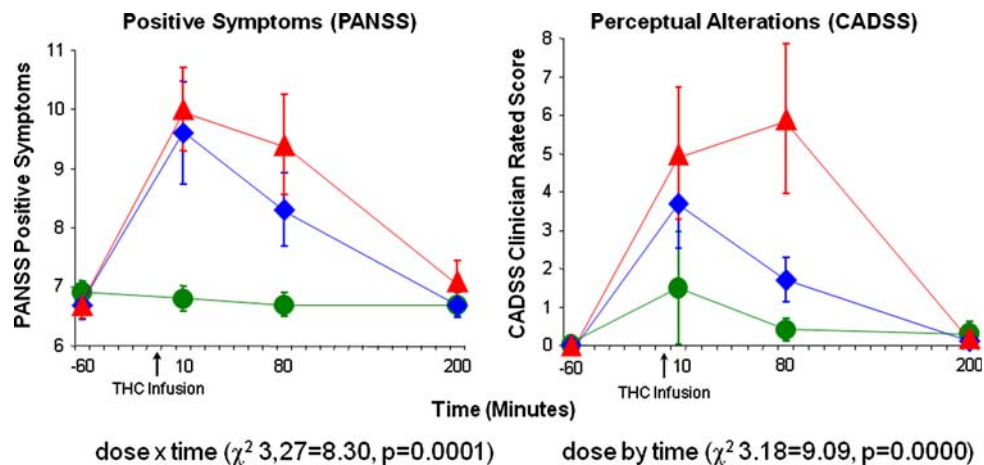 Positive Symptoms (PANSS)
PANSS Positive Symptoms
11
10
9
8
7
6
-60 10 80 200
THC Infusion
Perceptual Alterations (CADSS)
CADSS Clinician Rated Score
8
7
6
5
4
3
2
1
0
-60 10 80 200
THC Infusion
Time (Minutes)
dose x time (χ² 3,27=8.30, p=0.0001)
dose by time (χ² 3.18=9.09, p=0.0000)